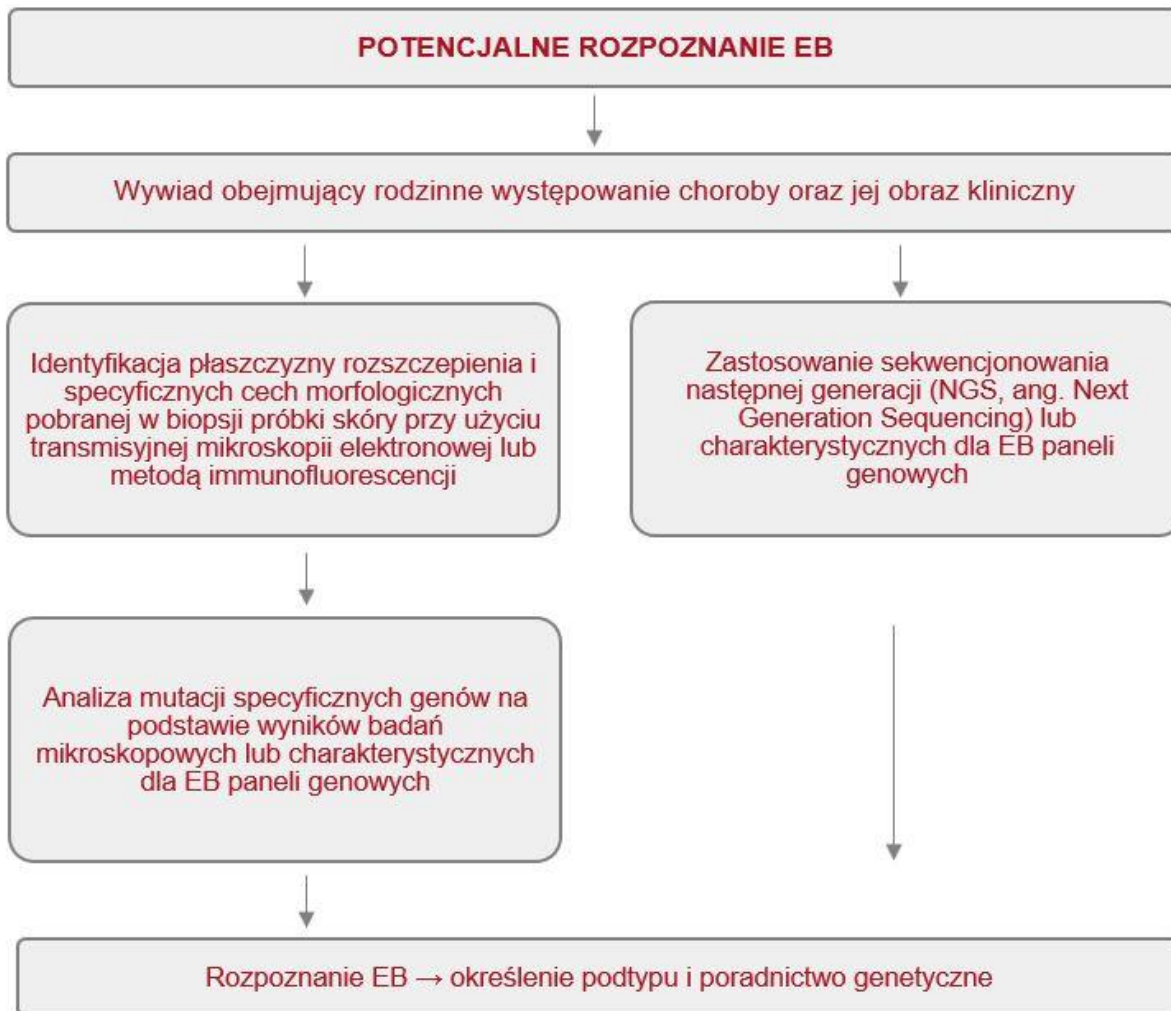 POTENCJALNE ROZPOZNANIE EB
Wywiad obejmujący rodzinne występowanie choroby oraz jej obraz kliniczny
Identyfikacja płaszczyzny rozszczepienia i
specyficznych cech morfologicznych
pobranej w biopsji próbki skóry przy użyciu
transmisyjnej mikroskopii elektronowej lub
metodą immunofluorescencji
Zastosowanie sekwencjonowania
następnej generacji (NGS, ang. Next
Generation Sequencing) lub
charakterystycznych dla EB paneli
genowych
Analiza mutacji specyficznych genów na
podstawie wyników badań
mikroskopowych lub charakterystycznych
dla EB paneli genowych
Rozpoznanie EB → określenie podtypu i poradnictwo genetyczne